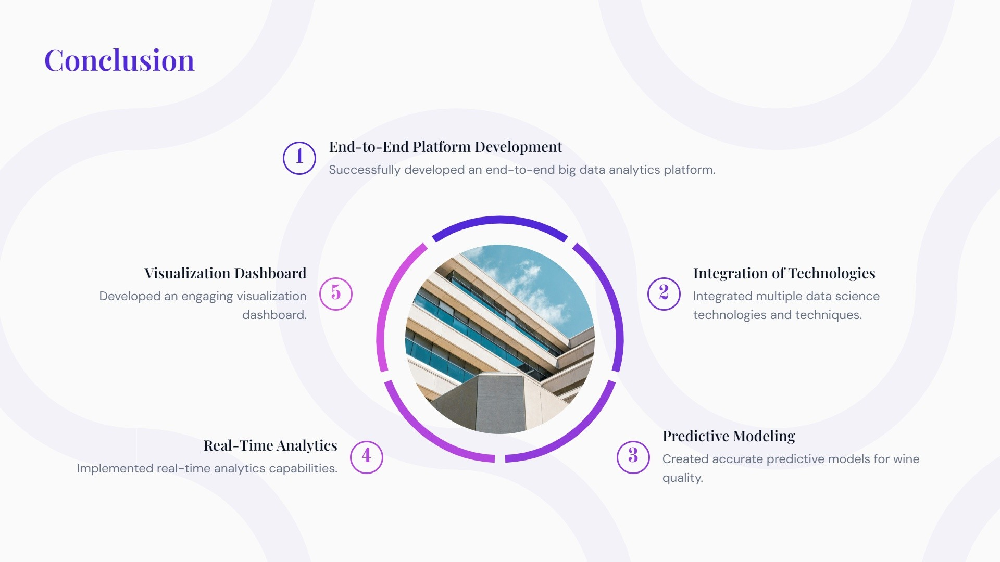 Conclusion
1
End-to-End Platform Development
Successfully developed an end-to-end big data analytics platform.
2
Integration of Technologies
Integrated multiple data science
technologies and techniques.
3
Predictive Modeling
Created accurate predictive models for wine
quality.
4
Real-Time Analytics
Implemented real-time analytics capabilities.
5
Visualization Dashboard
Developed an engaging visualization
dashboard.